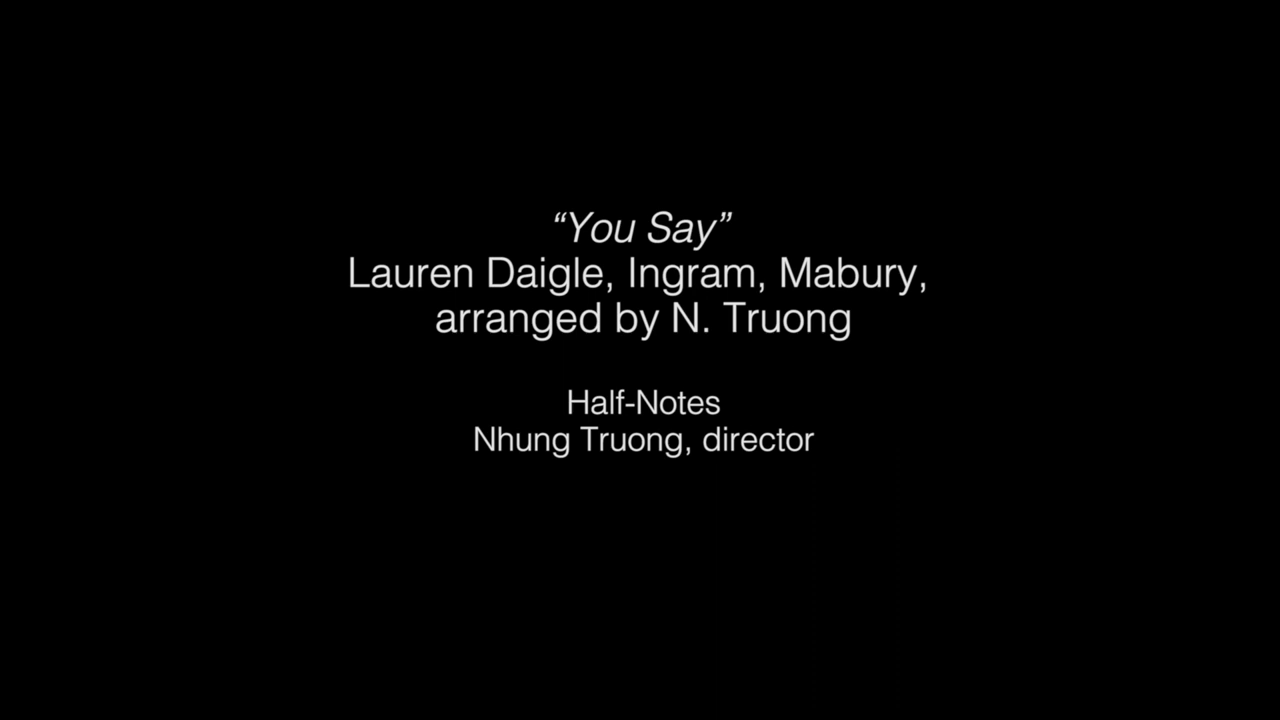 “You Say”
Lauren Daigle, Ingram, Mabury,
arranged by N. Truong
Half-Notes
Nhung Truong, director